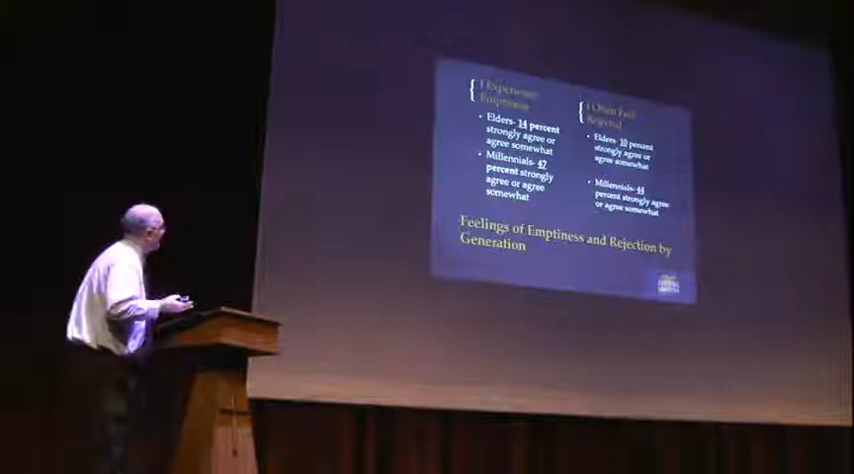 I Experience
Emptiness
• Elders- 14 percent
strongly agree or
agree somewhat
• Millennials- 47
percent strongly
agree or agree
somewhat
I Often Feel
Rejected
• Elders- 10 percent
strongly agree or
agree somewhat
• Millennials- 44
percent strongly agree
or agree somewhat
Feelings of Emptiness and Rejection by
Generation